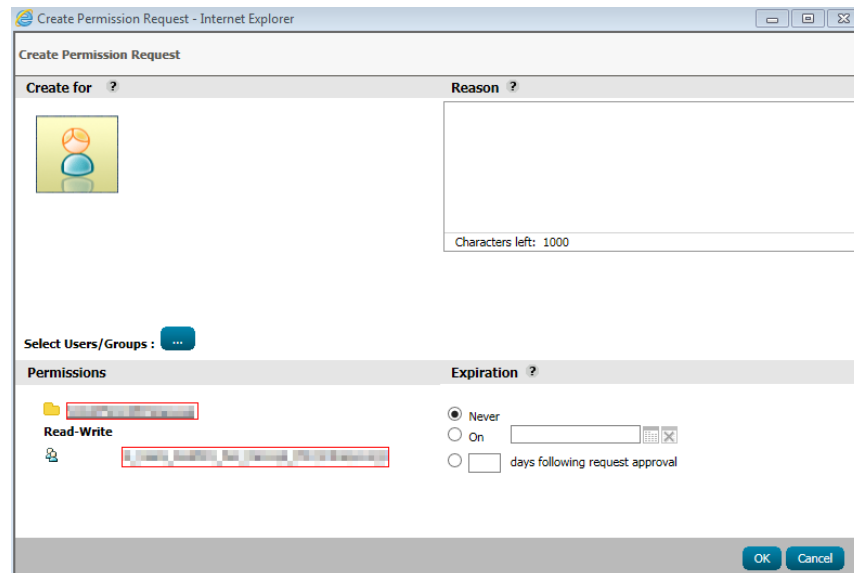 Create Permission Request - Internet Explorer
Create Permission Request
Create for ?
Reason ?
Characters left: 1000
Select Users/Groups : ...
Permissions
Expiration ?
Read-Write
Never
On
days following request approval
OK Cancel